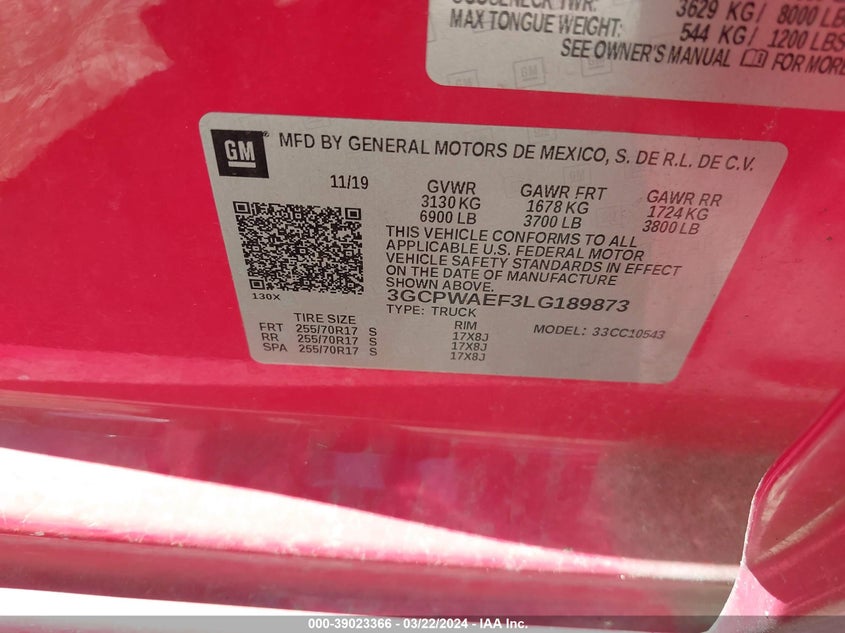 3629 KG / 8000 LB
MAX TONGUE WEIGHT: 544 KG / 1200 LBS
SEE OWNER'S MANUAL FOR MORE
GM
GM
MFD BY GENERAL MOTORS DE MEXICO, S. DE R.L. DE C.V.
11/19 GVWR GAWR FRT GAWR RR
3130 KG 1678 KG 1724 KG
6900 LB 3700 LB 3800 LB
THIS VEHICLE CONFORMS TO ALL
APPLICABLE U.S. FEDERAL MOTOR
VEHICLE SAFETY STANDARDS IN EFFECT
ON THE DATE OF MANUFACTURE
SHOWN ABOVE.
130X
3GCPWAEF3LG189873
TYPE: TRUCK
TIRE SIZE RIM MODEL: 33CC10543
FRT 255/70R17 S 17X8J
RR 255/70R17 S 17X8J
SPA 255/70R17 S 17X8J
000-39023366 - 03/22/2024 - IAA Inc.